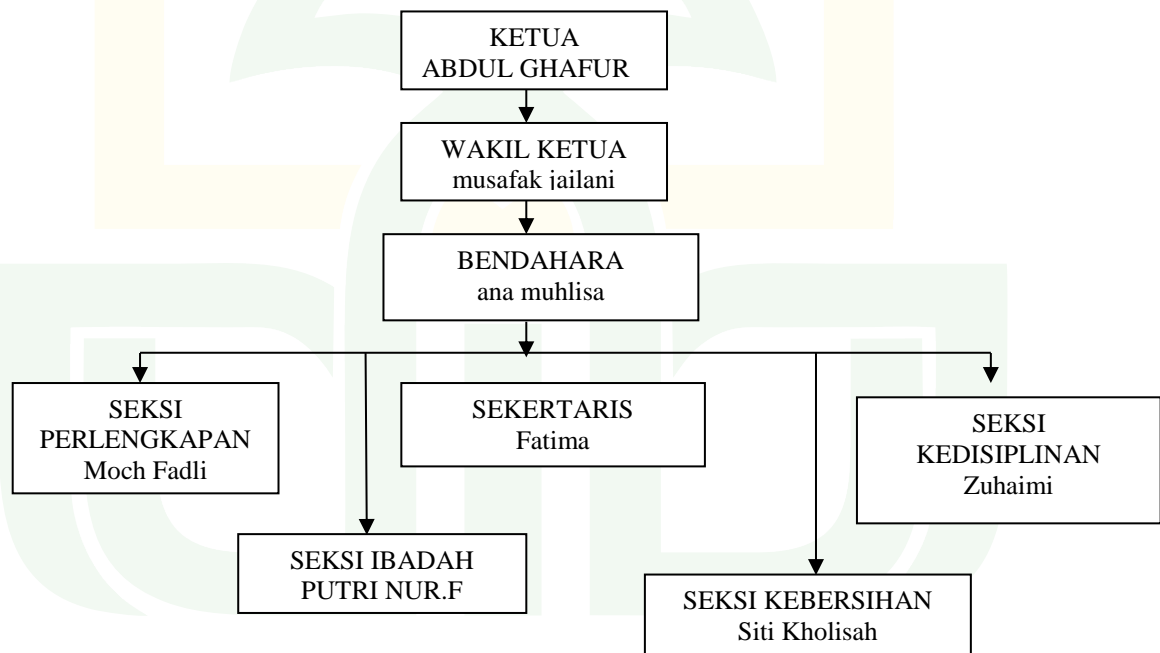 KETUA
ABDUL GHAFUR
WAKIL KETUA
musafak jailani
BENDAHARA
ana muhlisa
SEKSI
PERLENGKAPAN
Moch Fadli
SEKERTARIS
Fatima
SEKSI
KEDISIPLINAN
Zuhaimi
SEKSI IBADAH
PUTRI NUR.F
SEKSI KEBERSIHAN
Siti Kholisah